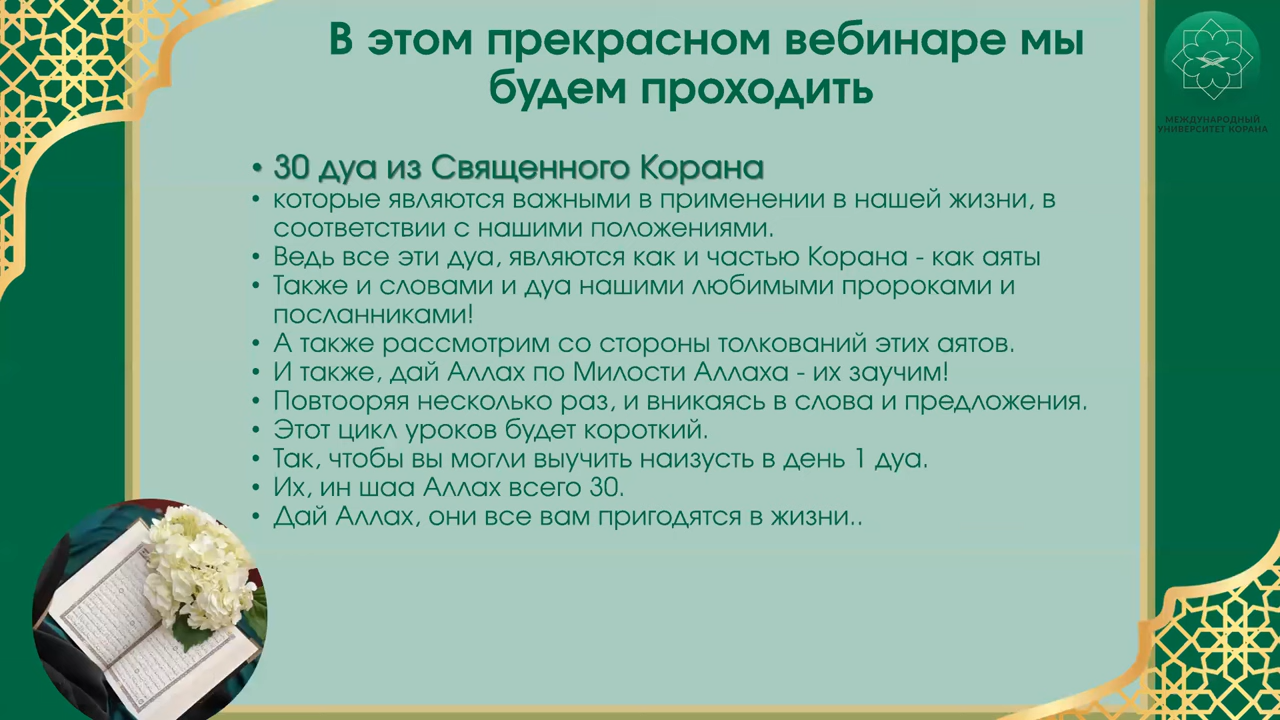 В этом прекрасном вебинаре мы
будем проходить
МЕЖДУНАРОДНЫЙ
УНИВЕРСИТЕТ КОРАНА
• 30 дуа из Священного Корана
• которые являются важными в применении в нашей жизни, в
соответствии с нашими положениями.
• Ведь все эти дуа, являются как и частью Корана - как аяты
• Также и словами и дуа нашими любимыми пророками и
посланниками!
• А также рассмотрим со стороны толкований этих аятов.
• И также, дай Аллах по Милости Аллаха - их заучим!
• Повтооряя несколько раз, и вникаясь в слова и предложения.
• Этот цикл уроков будет короткий.
• Так, чтобы вы могли выучить наизусть в день 1 дуа.
• Их, ин шаа Аллах всего 30.
• Дай Аллах, они все вам пригодятся в жизни..